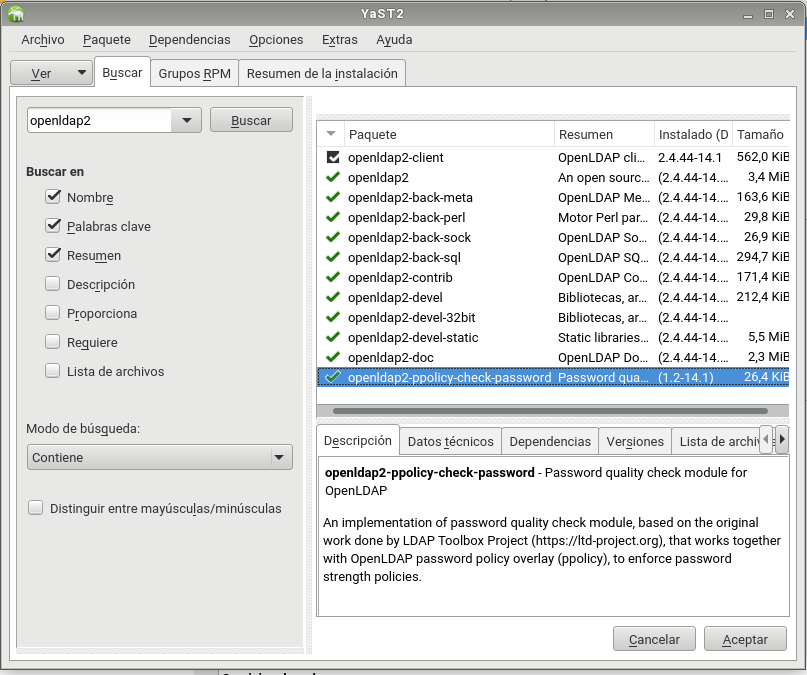 YaST2
Archivo Paquete Dependencias Opciones Extras Ayuda
Ver Buscar Grupos RPM Resumen de la instalación
openldap2 Buscar
Buscar en
Nombre
Palabras clave
Resumen
Descripción
Proporciona
Requiere
Lista de archivos
Modo de búsqueda:
Contiene
Distinguir entre mayúsculas/minúsculas
Paquete Resumen Instalado (D Tamaño
openldap2-client OpenLDAP cli... 2.4.44-14.1 562,0 KiB
openldap2 An open sourc... (2.4.44-14.... 3,4 MiB
openldap2-back-meta OpenLDAP Me... (2.4.44-14.... 163,6 KiB
openldap2-back-perl Motor Perl par... (2.4.44-14.... 29,8 KiB
openldap2-back-sock OpenLDAP So... (2.4.44-14.... 26,9 KiB
openldap2-back-sql OpenLDAP SQ... (2.4.44-14.... 294,7 KiB
openldap2-contrib OpenLDAP Co... (2.4.44-14.... 171,4 KiB
openldap2-devel Bibliotecas, ar... (2.4.44-14.... 212,4 KiB
openldap2-devel-32bit Bibliotecas, ar... (2.4.44-14....
openldap2-devel-static Static libraries... (2.4.44-14.... 5,5 MiB
openldap2-doc OpenLDAP Do... (2.4.44-14.... 2,3 MiB
openldap2-ppolicy-check-password Password qua... (1.2-14.1) 26,4 KiB
Descripción Datos técnicos Dependencias Versiones Lista de archiv
openldap2-ppolicy-check-password - Password quality check module for
OpenLDAP
An implementation of password quality check module, based on the original
work done by LDAP Toolbox Project (https://ltd-project.org), that works together
with OpenLDAP password policy overlay (ppolicy), to enforce password
strength policies.
Cancelar Aceptar